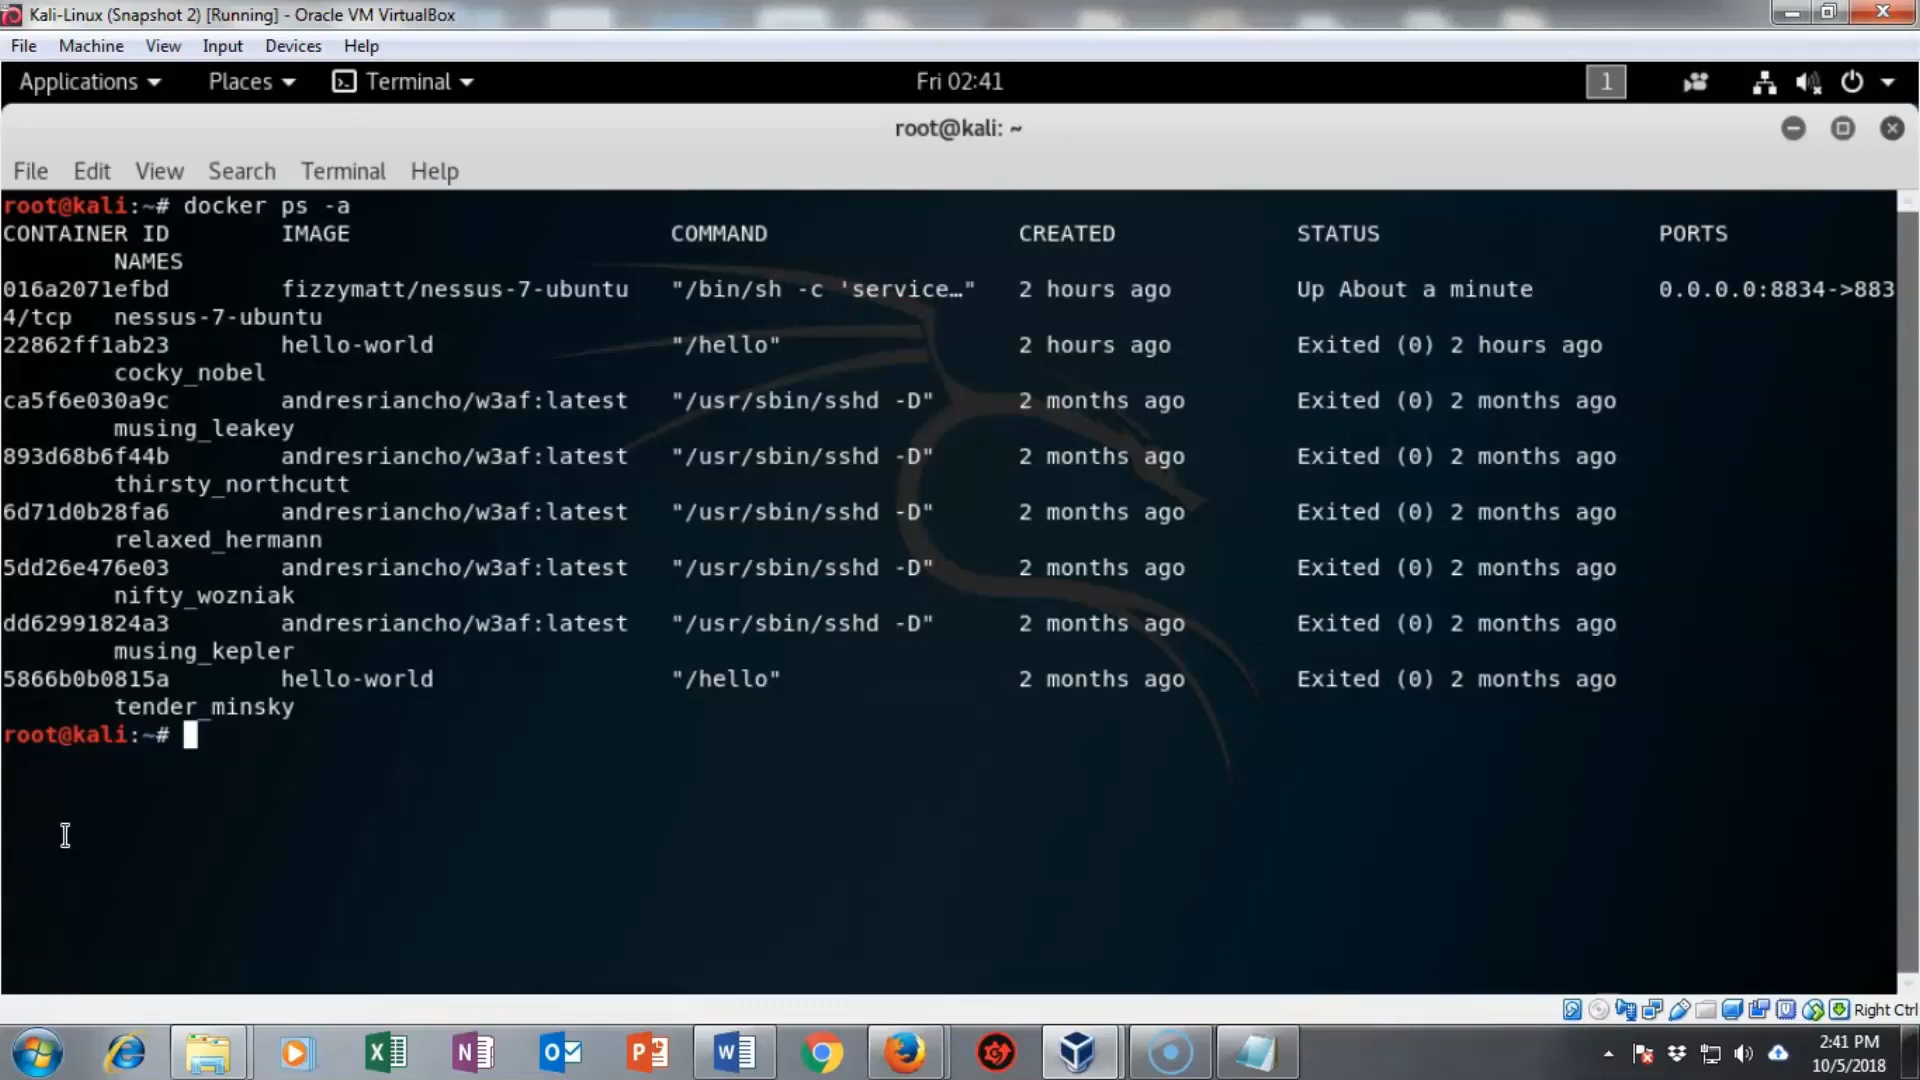 Kali-Linux (Snapshot 2) [Running] - Oracle VM VirtualBox
File Machine View Input Devices Help
Applications Places Terminal Fri 02:41 1
root@kali: ~
File Edit View Search Terminal Help
root@kali:~# docker ps -a
CONTAINER ID IMAGE COMMAND CREATED STATUS PORTS
NAMES
016a2071efbd fizzymatt/nessus-7-ubuntu "/bin/sh -c 'service…" 2 hours ago Up About a minute 0.0.0.0:8834->883
4/tcp nessus-7-ubuntu
22862ff1ab23 hello-world "/hello" 2 hours ago Exited (0) 2 hours ago
cocky_nobel
ca5f6e030a9c andresriancho/w3af:latest "/usr/sbin/sshd -D" 2 months ago Exited (0) 2 months ago
musing_leakey
893d68b6f44b andresriancho/w3af:latest "/usr/sbin/sshd -D" 2 months ago Exited (0) 2 months ago
thirsty_northcutt
6d71d0b28fa6 andresriancho/w3af:latest "/usr/sbin/sshd -D" 2 months ago Exited (0) 2 months ago
relaxed_hermann
5dd26e476e03 andresriancho/w3af:latest "/usr/sbin/sshd -D" 2 months ago Exited (0) 2 months ago
nifty_wozniak
dd62991824a3 andresriancho/w3af:latest "/usr/sbin/sshd -D" 2 months ago Exited (0) 2 months ago
musing_kepler
5866b0b0815a hello-world "/hello" 2 months ago Exited (0) 2 months ago
tender_minsky
root@kali:~#
Right Ctrl
2:41 PM
10/5/2018